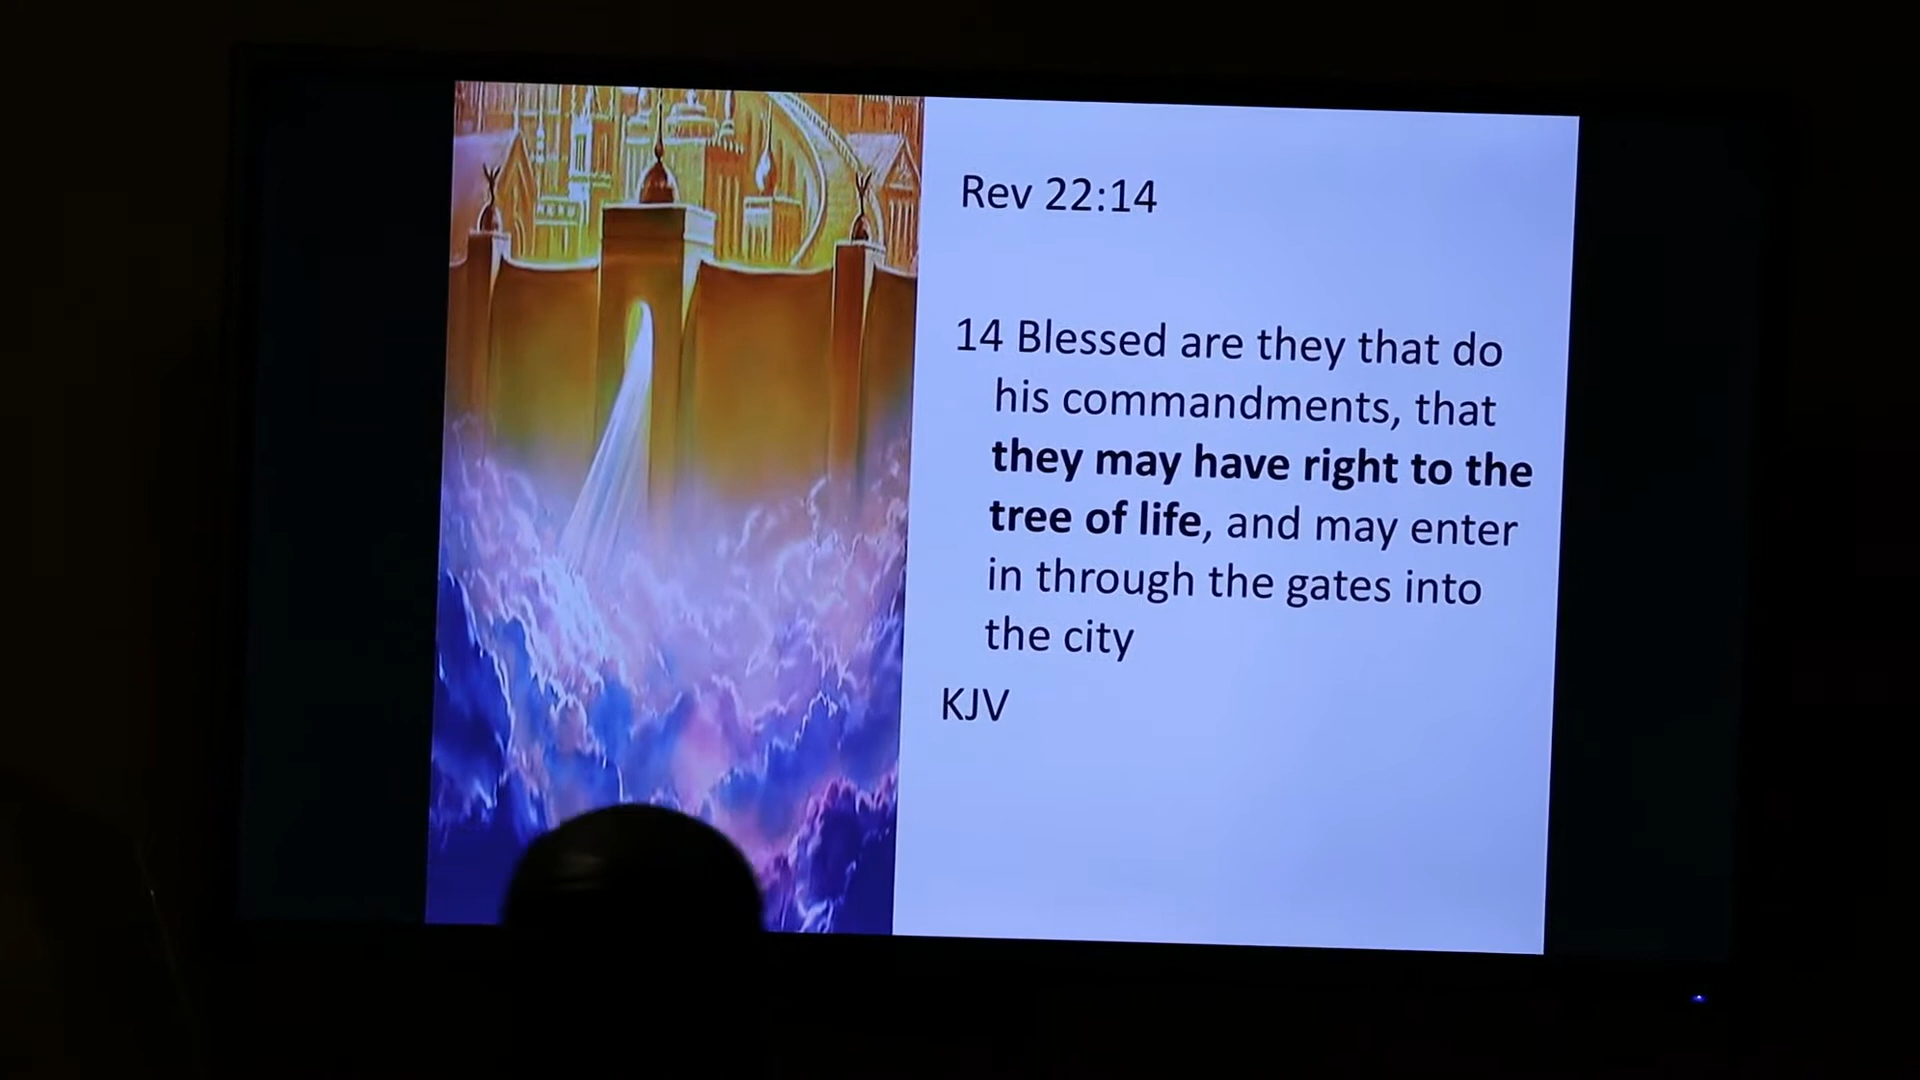 Rev 22:14
14 Blessed are they that do
his commandments, that
they may have right to the
tree of life, and may enter
in through the gates into
the city
KJV